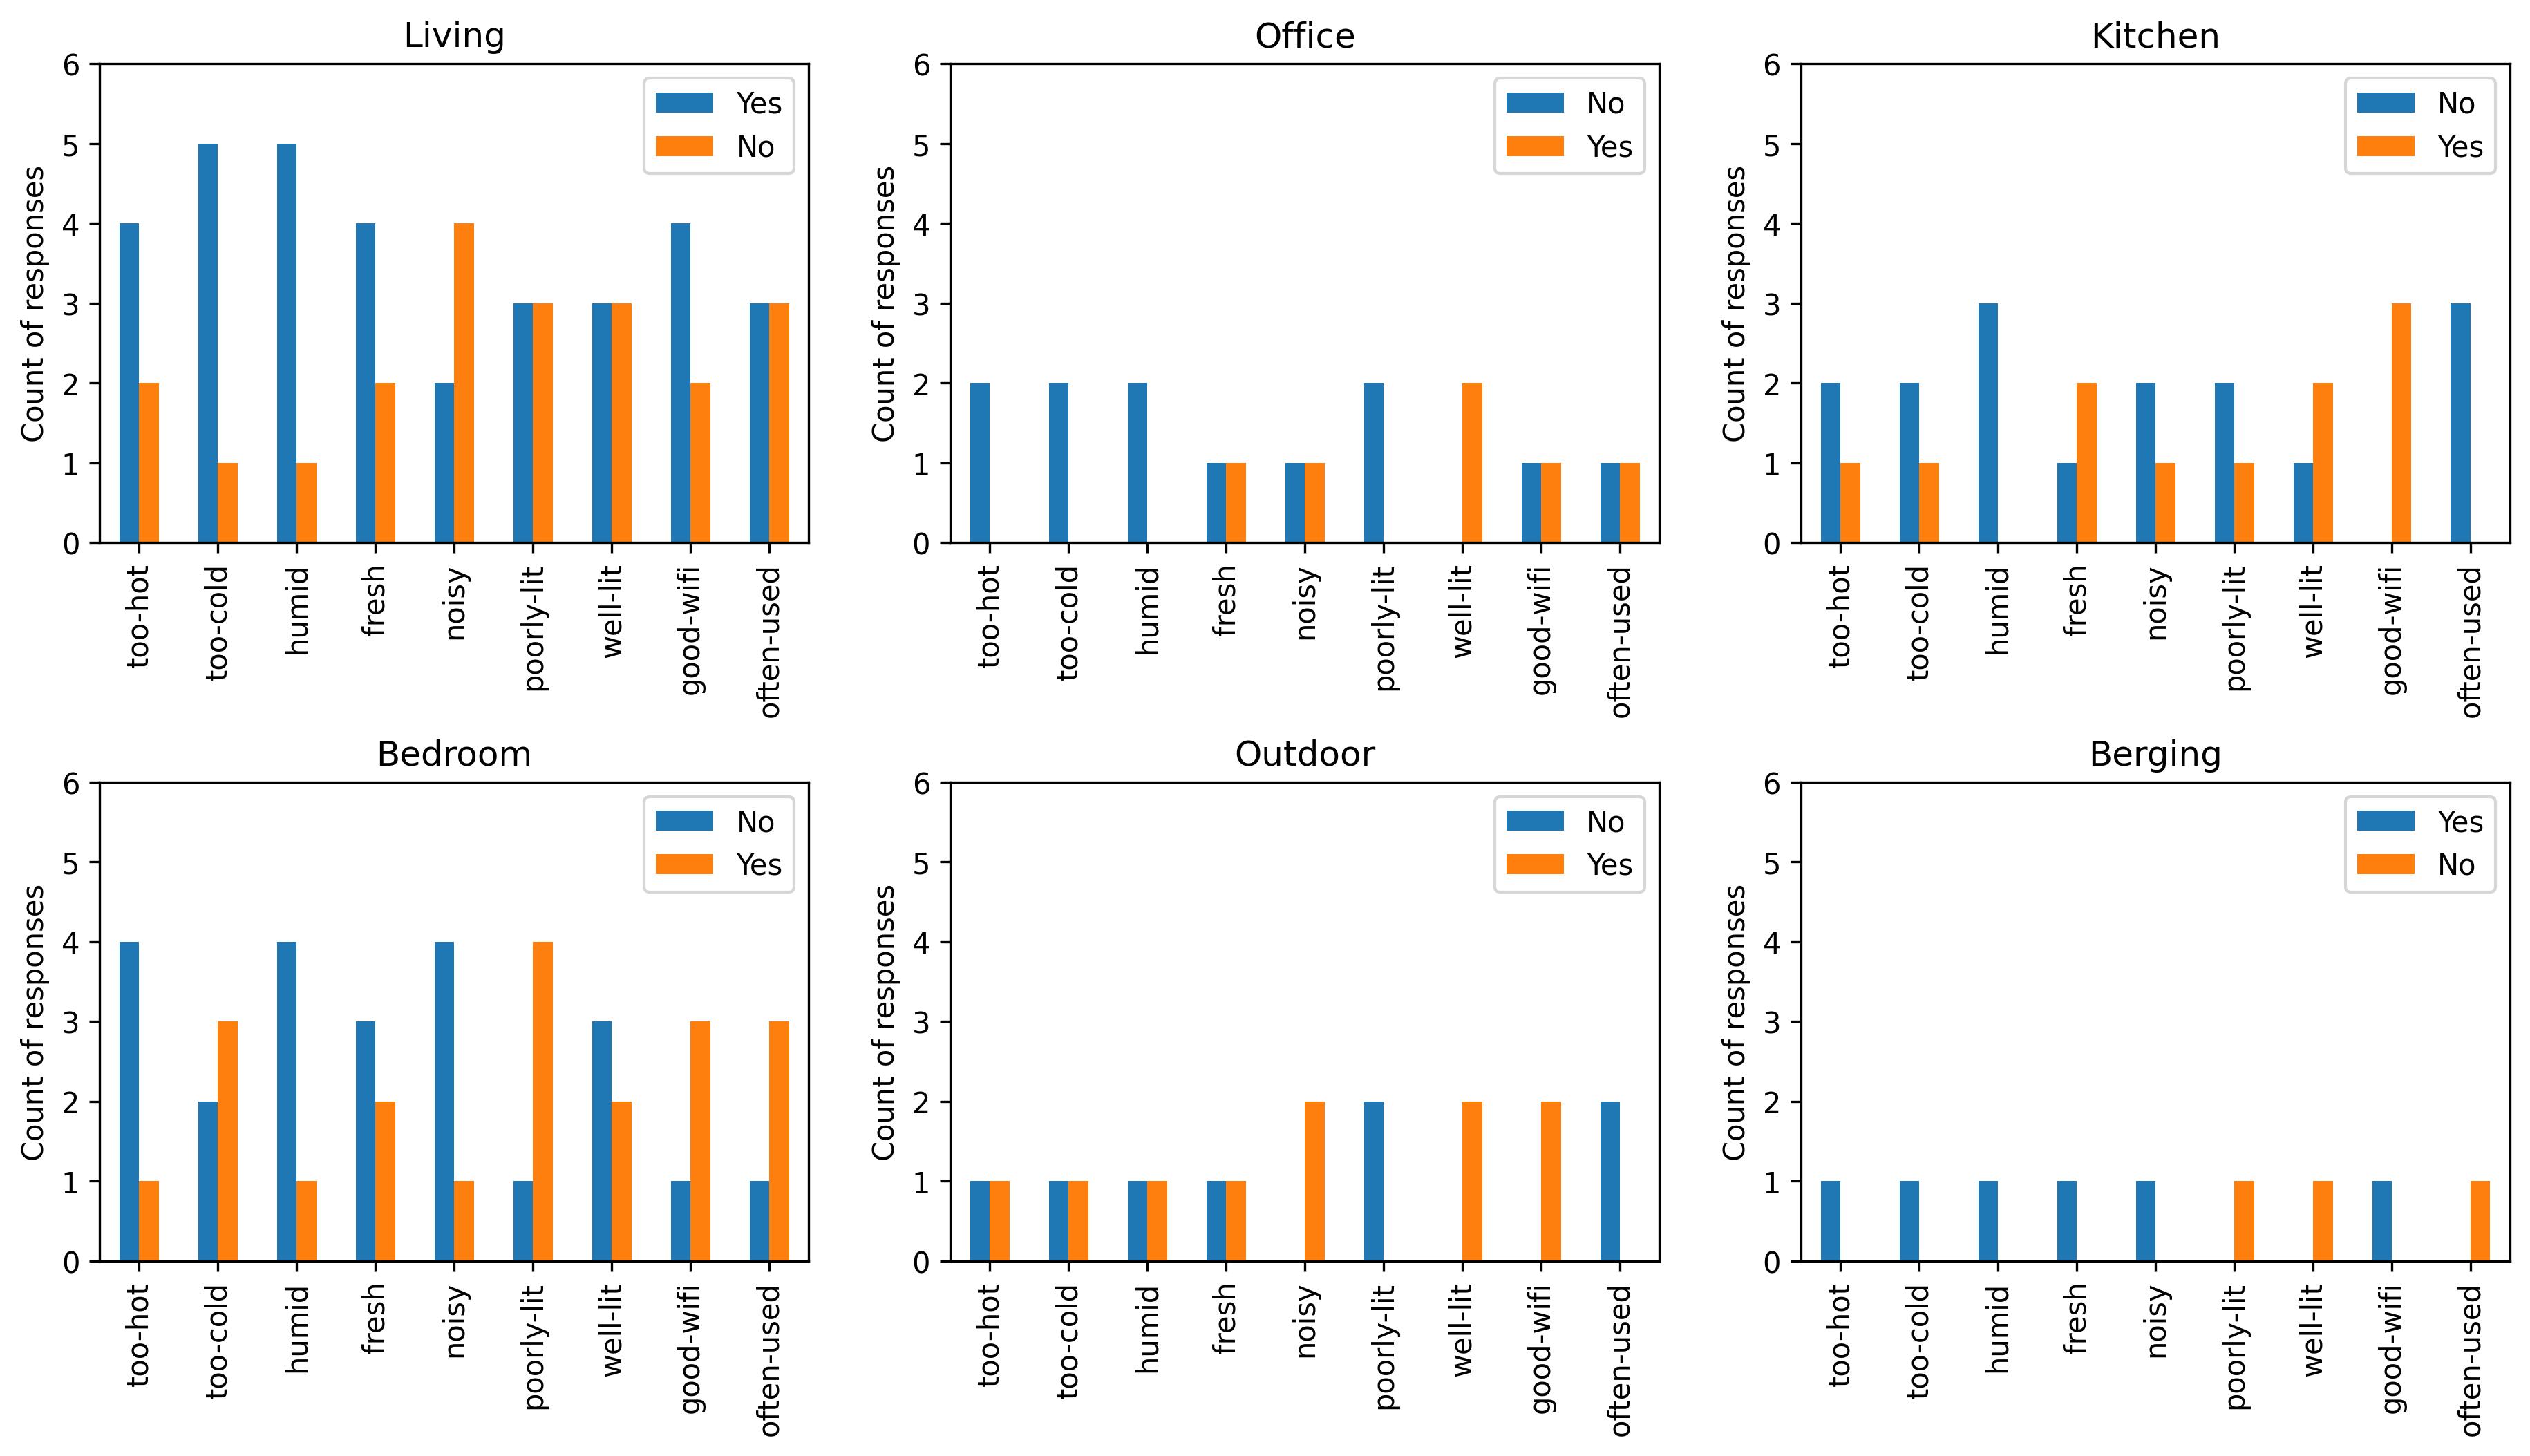 Living
6
5
4
3
2
1
0
Count of responses
Yes
No
too-hot
too-cold
humid
fresh
noisy
poorly-lit
well-lit
good-wifi
often-used
Office
6
5
4
3
2
1
0
Count of responses
No
Yes
too-hot
too-cold
humid
fresh
noisy
poorly-lit
well-lit
good-wifi
often-used
Kitchen
6
5
4
3
2
1
0
Count of responses
No
Yes
too-hot
too-cold
humid
fresh
noisy
poorly-lit
well-lit
good-wifi
often-used
Bedroom
6
5
4
3
2
1
0
Count of responses
No
Yes
too-hot
too-cold
humid
fresh
noisy
poorly-lit
well-lit
good-wifi
often-used
Outdoor
6
5
4
3
2
1
0
Count of responses
No
Yes
too-hot
too-cold
humid
fresh
noisy
poorly-lit
well-lit
good-wifi
often-used
Berging
6
5
4
3
2
1
0
Count of responses
Yes
No
too-hot
too-cold
humid
fresh
noisy
poorly-lit
well-lit
good-wifi
often-used